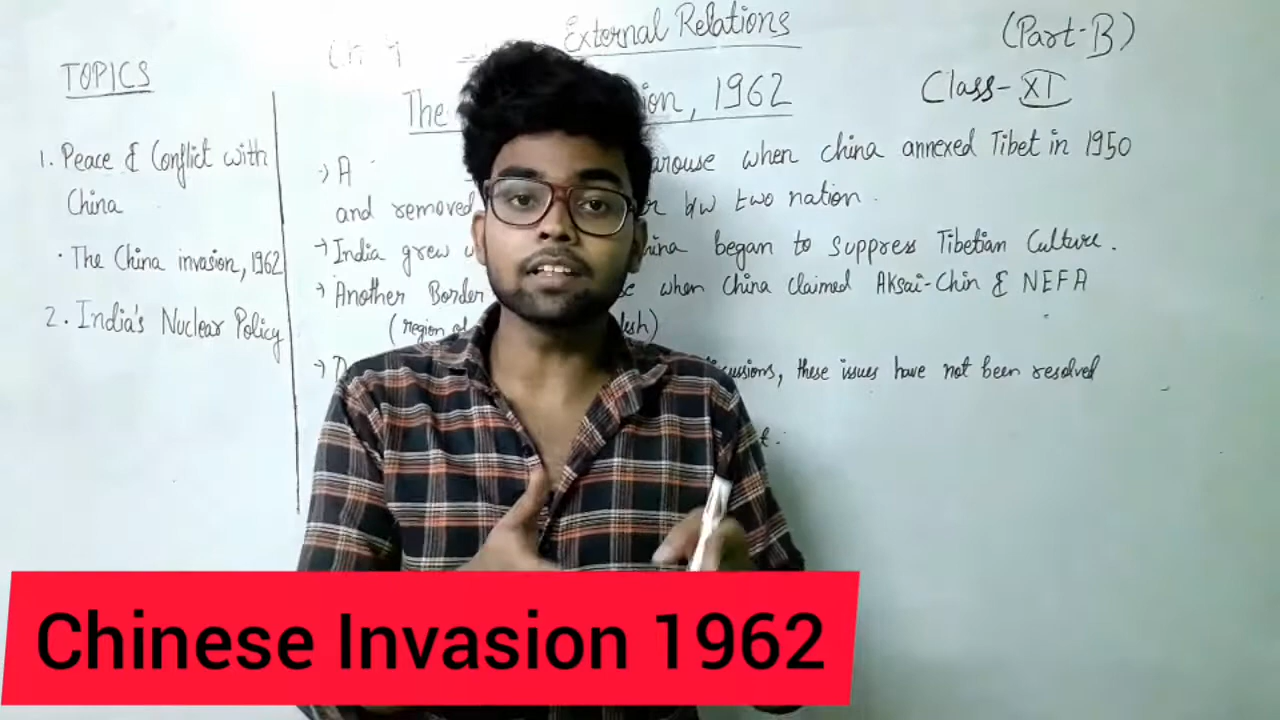 External Relations
(Part-B)
TOPICS
The ion, 1962
Class-XI
1. Peace & Conflict with
China
· The China invasion, 1962
2. India's Nuclear Policy
→ A arouse when china annexed Tibet in 1950
and removed b/w two nation.
→ India grew began to suppress Tibetian Culture.
→ Another Border when China claimed Aksai-Chin & NEFA
(region of
→ these issues have not been resolved
Chinese Invasion 1962